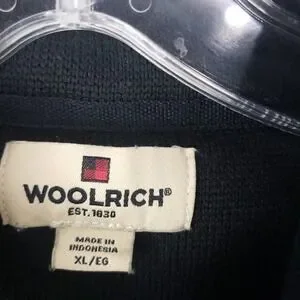 WOOLRICH®
EST. 1830
MADE IN
INDONESIA
XL/EG